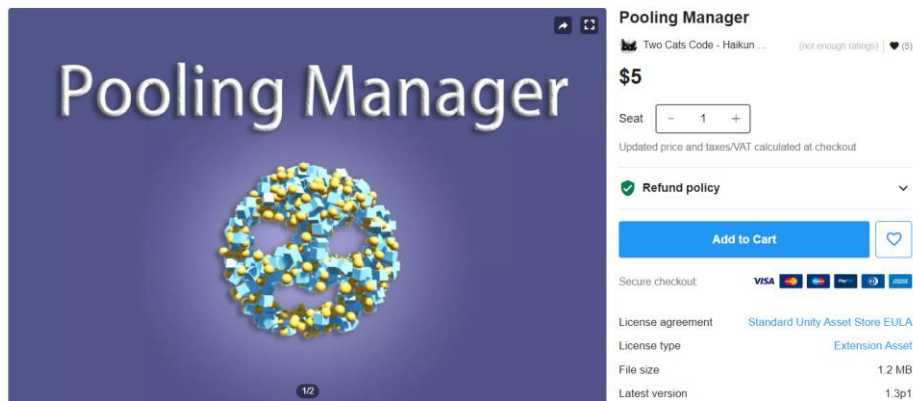 Pooling Manager
1/2
Pooling Manager
Two Cats Code - Haikun ...
(not enough ratings) | (5)
$5
Seat - 1 +
Updated price and taxes/VAT calculated at checkout
Refund policy
Add to Cart
Secure checkout:
VISA
License agreement Standard Unity Asset Store EULA
License type Extension Asset
File size 1.2 MB
Latest version 1.3p1